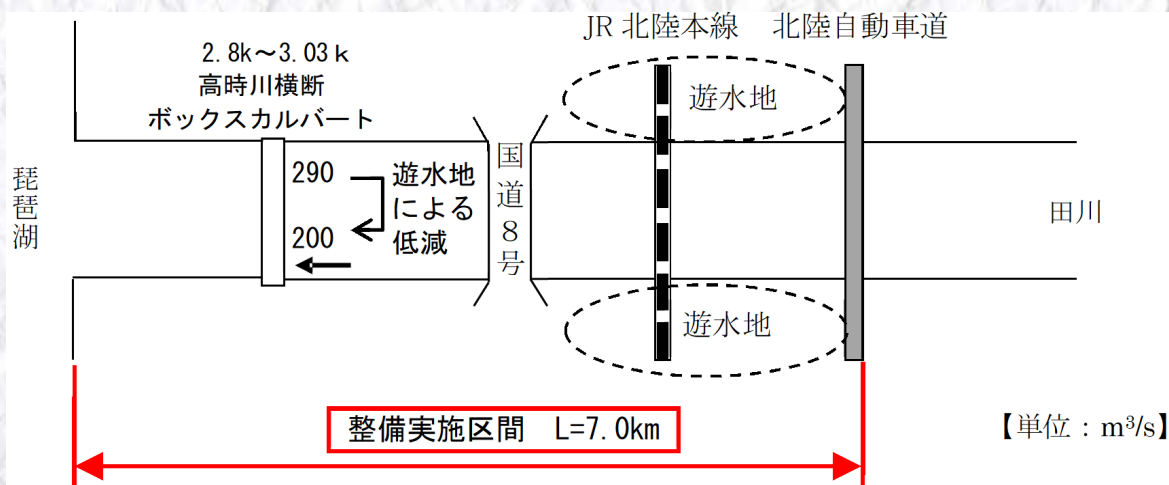 JR 北陸本線 北陸自動車道
2.8k～3.03ｋ
高時川横断
ボックスカルバート
遊水地
琵琶湖
290
200
遊水地
による
低減
国道８号
田川
遊水地
整備実施区間 L=7.0km
【単位：m³/s】